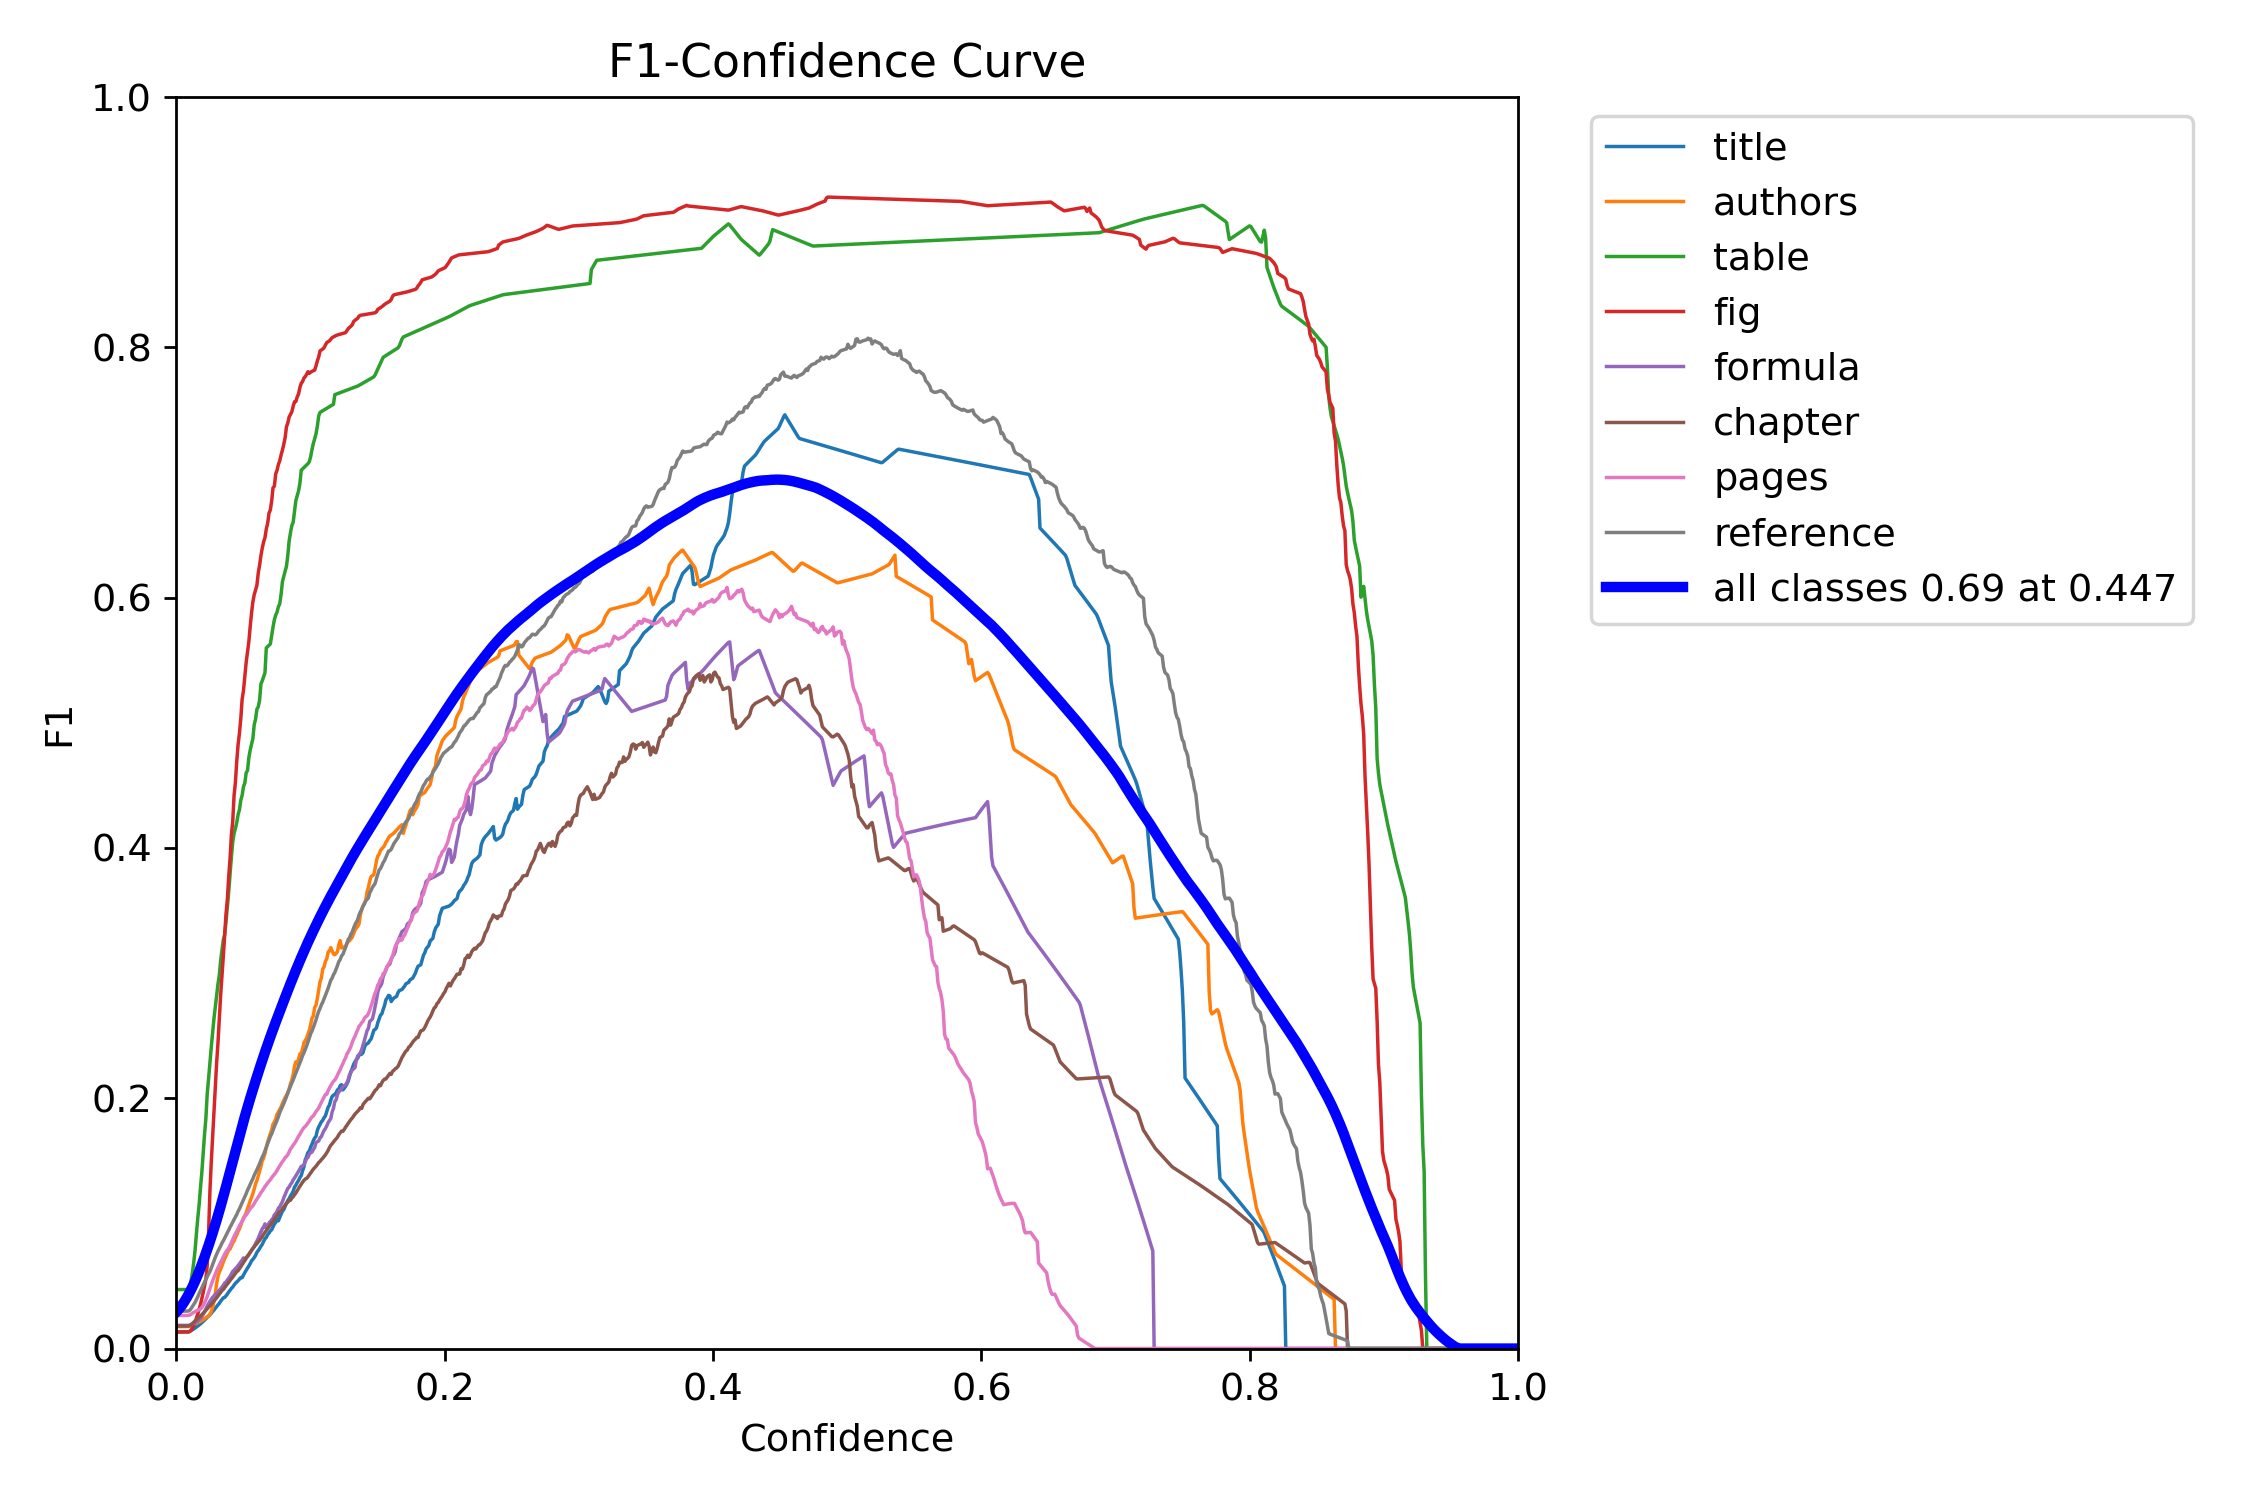 F1-Confidence Curve
1.0
0.8
0.6
0.4
0.2
0.0
F1
0.0 0.2 0.4 0.6 0.8 1.0
Confidence
title
authors
table
fig
formula
chapter
pages
reference
all classes 0.69 at 0.447